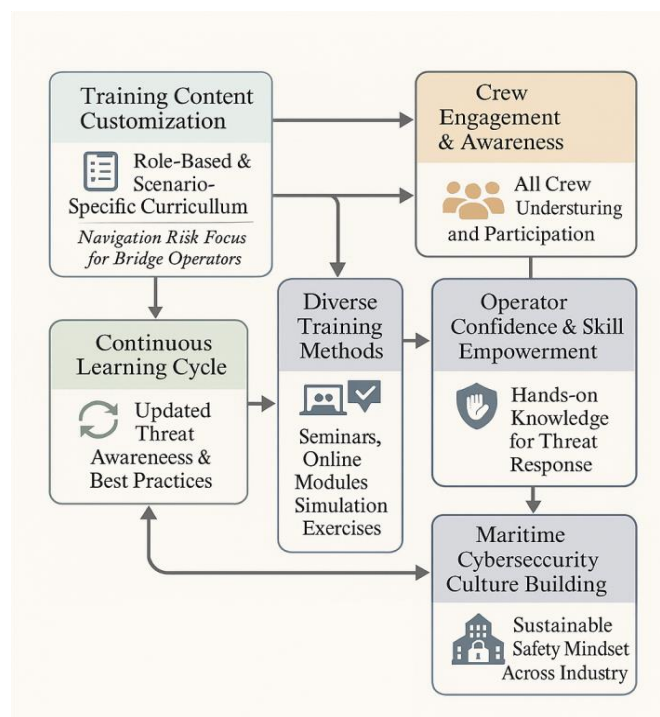 Training Content
Customization
Role-Based &
Scenario-
Specific Curricullum
Navigation Risk Focus
for Bridge Operators
Crew
Engagement
& Awareness
All Crew
Understuring
and Participation
Continuous
Learning Cycle
Updated
Threat
Awareneess &
Best Practices
Diverse
Training
Methods
Seminars,
Online
Modules
Simulation
Exercises
Operator
Confidence & Skill
Empowerment
Hands-on
Knowledge
for Threat
Response
Maritime
Cyberseccurity
Culture Building
Sustainable
Safety Mindset
Across Industry